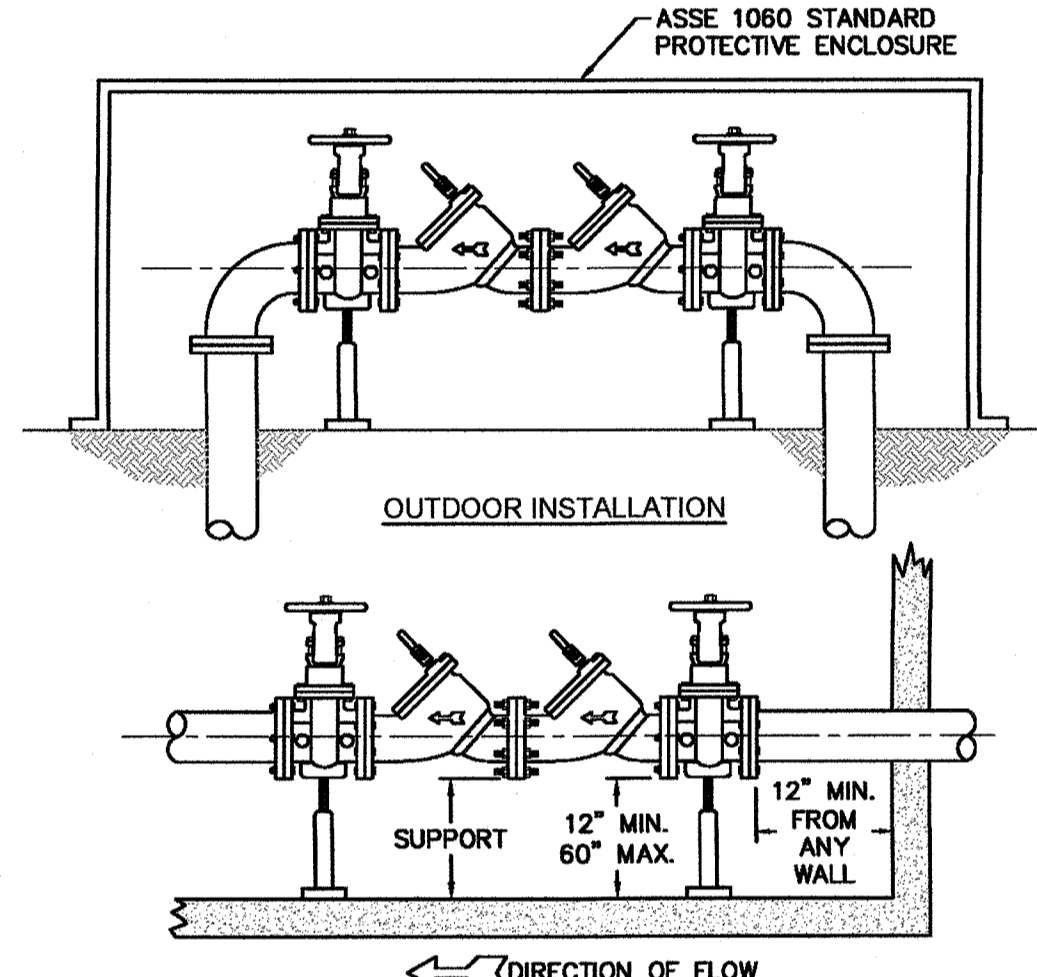 ASSE 1060 STANDARD
PROTECTIVE ENCLOSURE
OUTDOOR INSTALLATION
SUPPORT
12" MIN.
60" MAX.
12" MIN.
FROM
ANY
WALL
DIRECTION OF FLOW